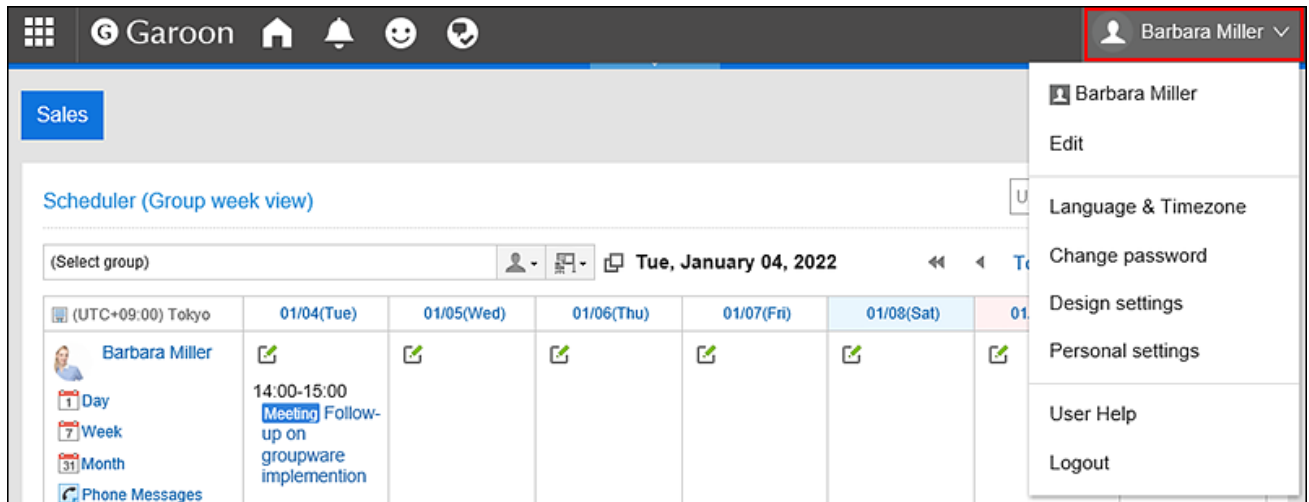 Garoon
Barbara Miller
Sales
Scheduler (Group week view)
U
(Select group)
Tue, January 04, 2022
(UTC+09:00) Tokyo
01/04(Tue)
01/05(Wed)
01/06(Thu)
01/07(Fri)
01/08(Sat)
Barbara Miller
1 Day
7 Week
31 Month
Phone Messages
14:00-15:00
Meeting Follow-
up on
groupware
implemention
Barbara Miller
Edit
Language & Timezone
Change password
Design settings
Personal settings
User Help
Logout